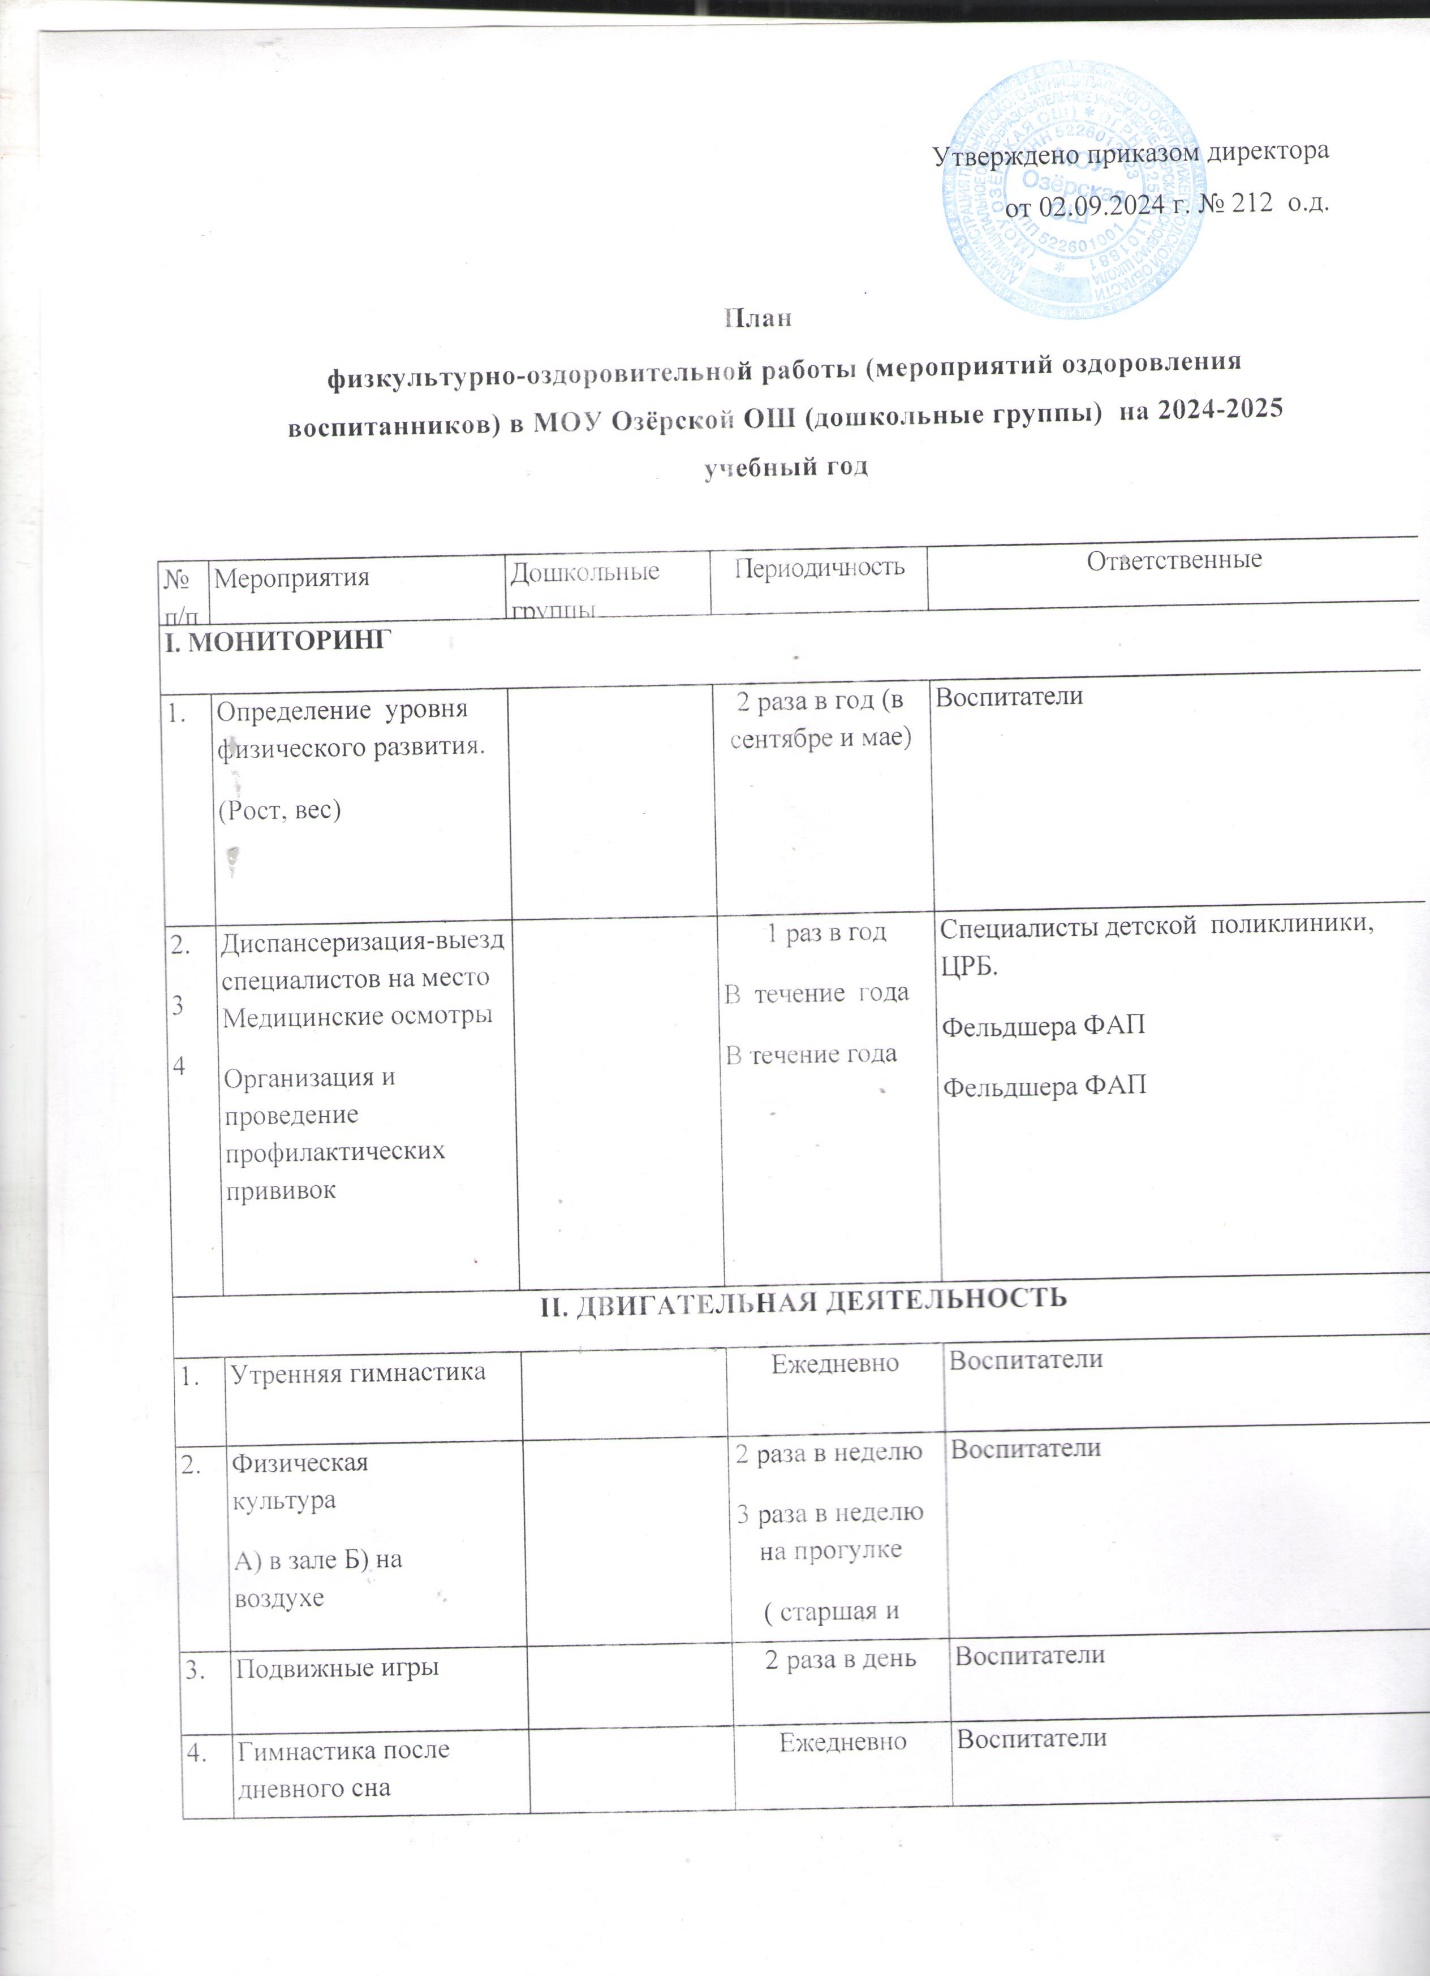 Утверждено приказом директора
от 02.09.2024 г. № 212 о.д.
МОУ
Озёрская
ОШ
План
физкультурно-оздоровительной работы (мероприятий оздоровления
воспитанников) в МОУ Озёрской ОШ (дошкольные группы) на 2024-2025
учебный год
№ п/п Мероприятия Дошкольные группы Периодичность Ответственные
I. МОНИТОРИНГ
1. Определение уровня
физического развития.
(Рост, вес)
2 раза в год (в
сентябре и мае)
Воспитатели
2.
3
4
Диспансеризация-выезд
специалистов на место
Медицинские осмотры
Организация и
проведение
профилактических
прививок
1 раз в год
В течение года
В течение года
Специалисты детской поликлиники,
ЦРБ.
Фельдшера ФАП
Фельдшера ФАП
II. ДВИГАТЕЛЬНАЯ ДЕЯТЕЛЬНОСТЬ
1. Утренняя гимнастика Ежедневно Воспитатели
2. Физическая
культура
А) в зале Б) на
воздухе
2 раза в неделю
3 раза в неделю
на прогулке
( старшая и
Воспитатели
3. Подвижные игры 2 раза в день Воспитатели
4. Гимнастика после
дневного сна
Ежедневно Воспитатели